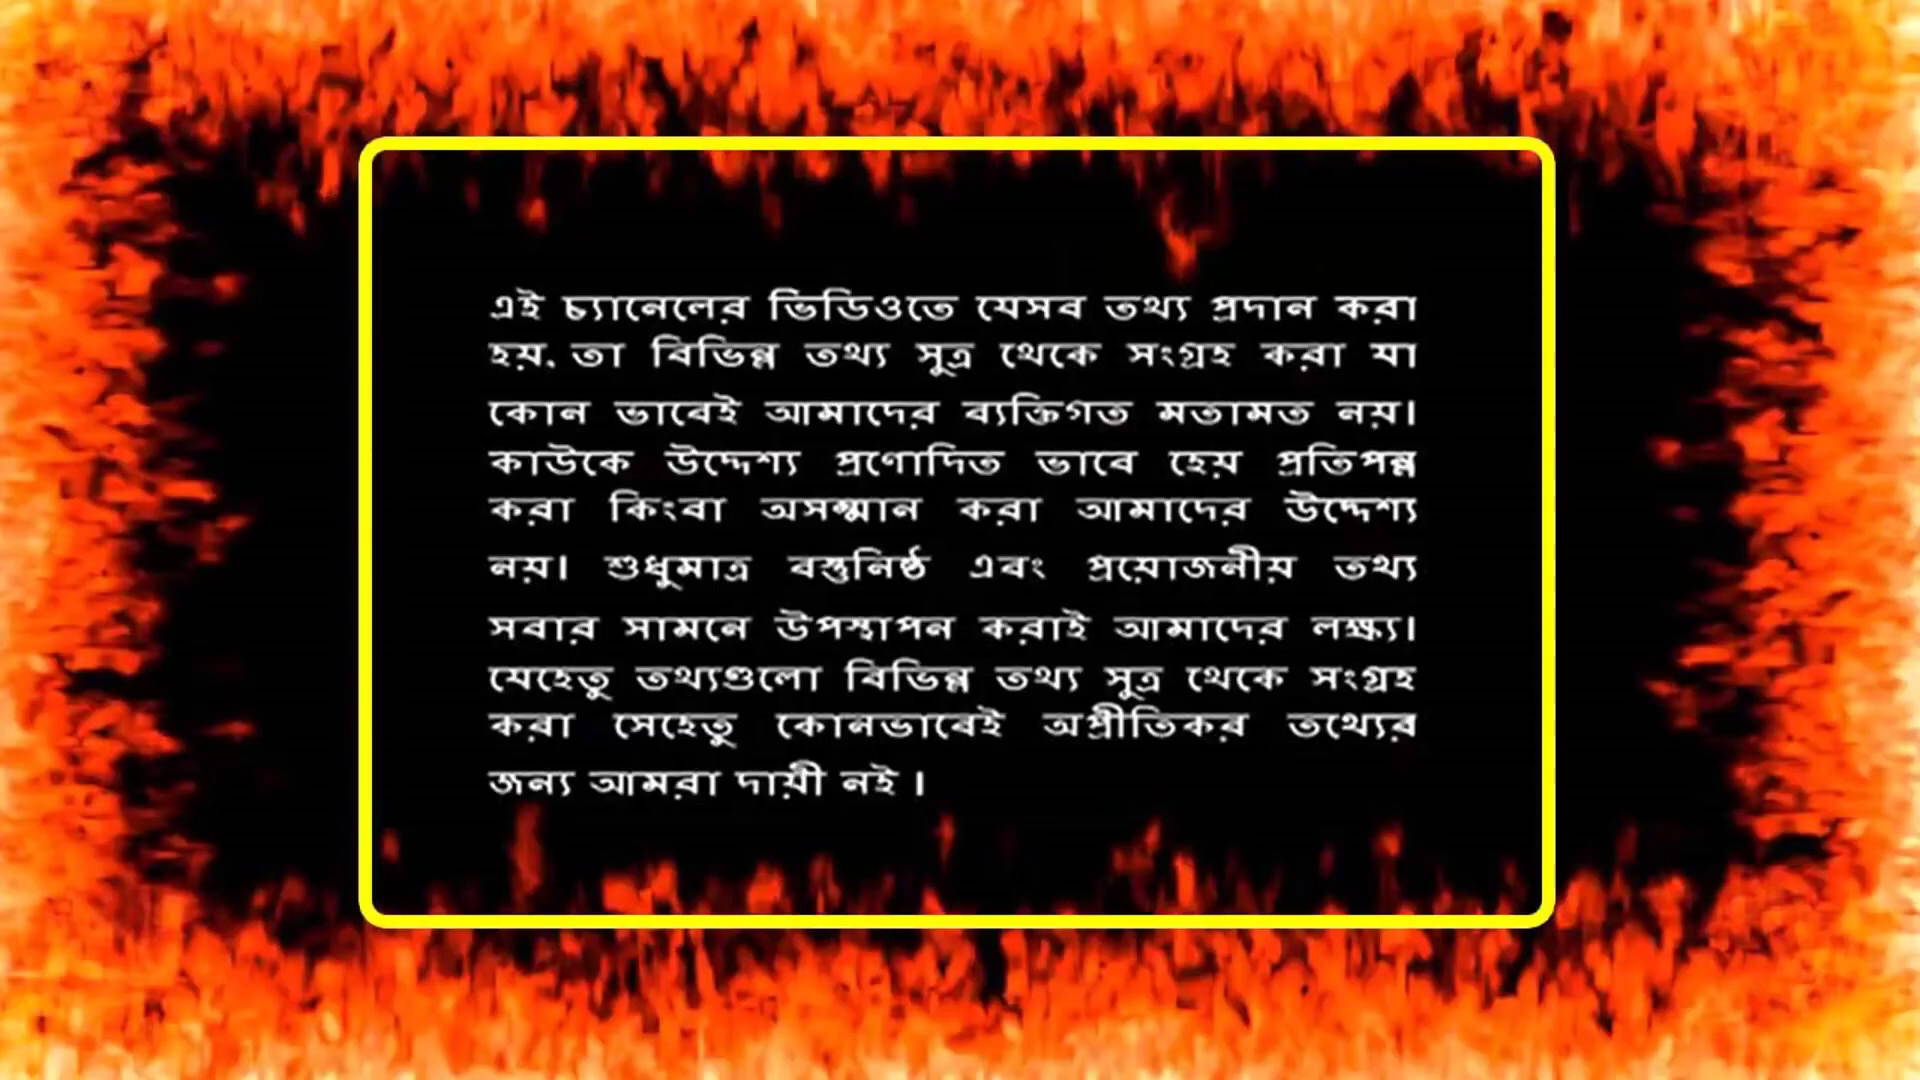 এই চ্যানেলের ভিডিওতে যেসব তথ্য প্রদান করা
হয়, তা বিভিন্ন তথ্য সুত্র থেকে সংগ্রহ করা যা
কোন ভাবেই আমাদের ব্যক্তিগত মতামত নয়।
কাউকে উদ্দেশ্য প্রণোদিত ভাবে হেয় প্রতিপন্ন
করা কিংবা অসম্মান করা আমাদের উদ্দেশ্য
নয়। শুধুমাত্র বস্তুনিষ্ঠ এবং প্রয়োজনীয় তথ্য
সবার সামনে উপস্থাপন করাই আমাদের লক্ষ্য।
যেহেতু তথ্যগুলো বিভিন্ন তথ্য সুত্র থেকে সংগ্রহ
করা সেহেতু কোনভাবেই অপ্রীতিকর তথ্যের
জন্য আমরা দায়ী নই ।